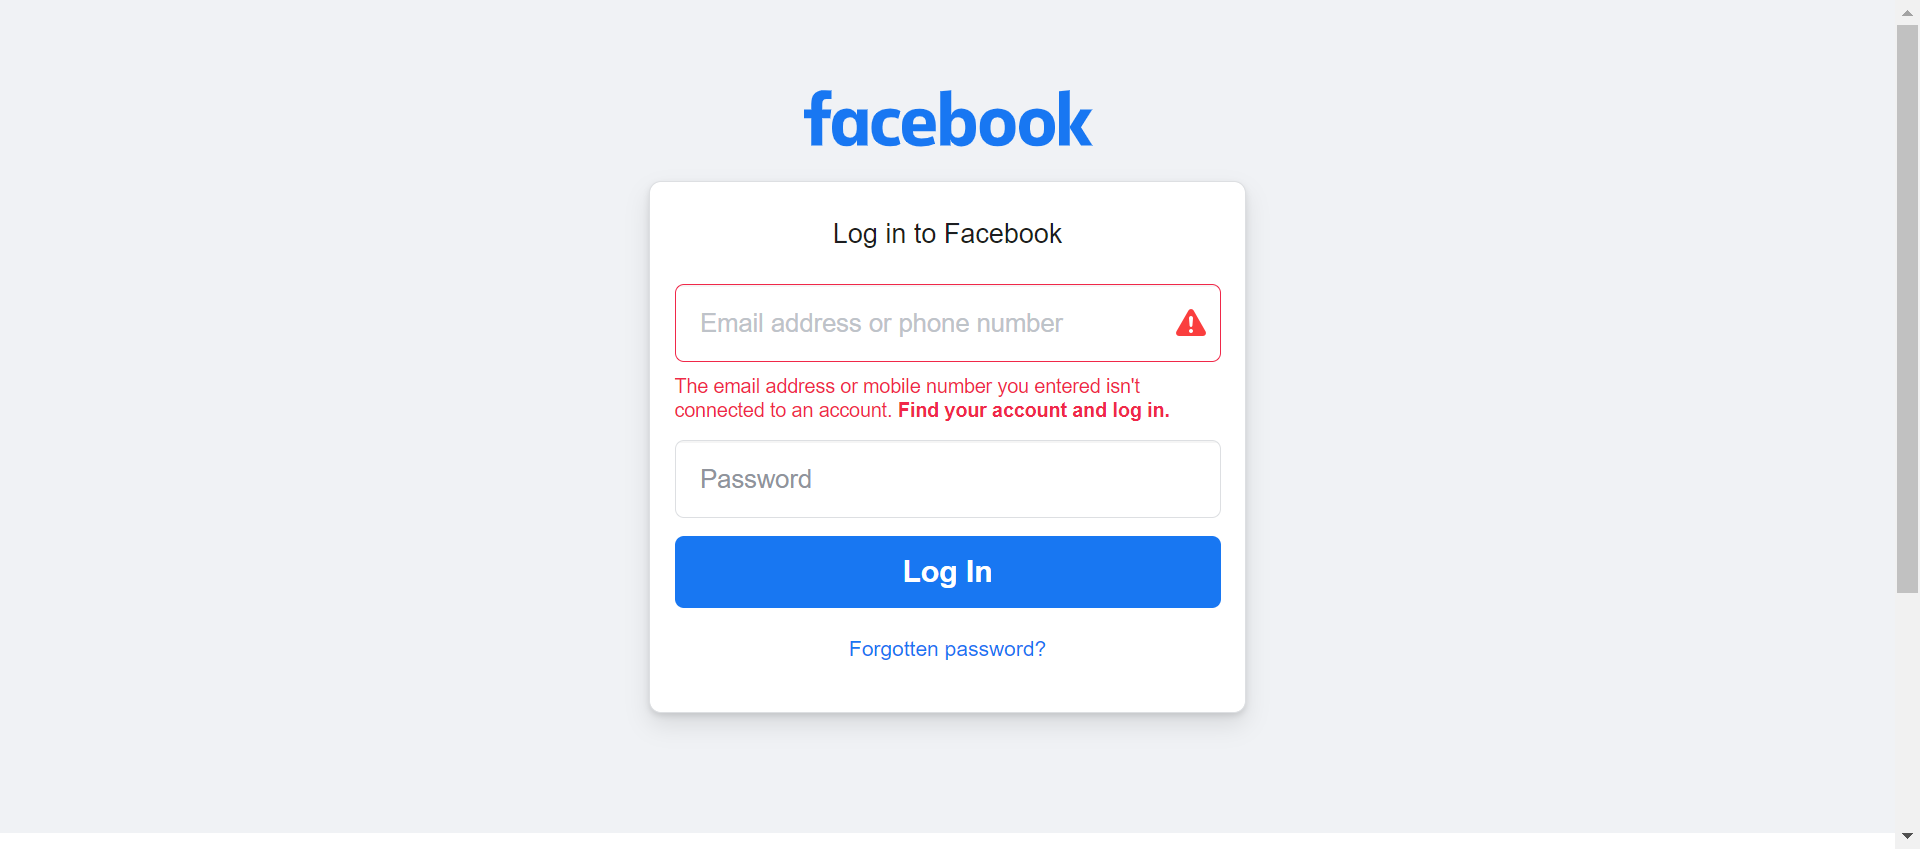 facebook
Log in to Facebook
Email address or phone number
The email address or mobile number you entered isn't
connected to an account. Find your account and log in.
Password
Log In
Forgotten password?